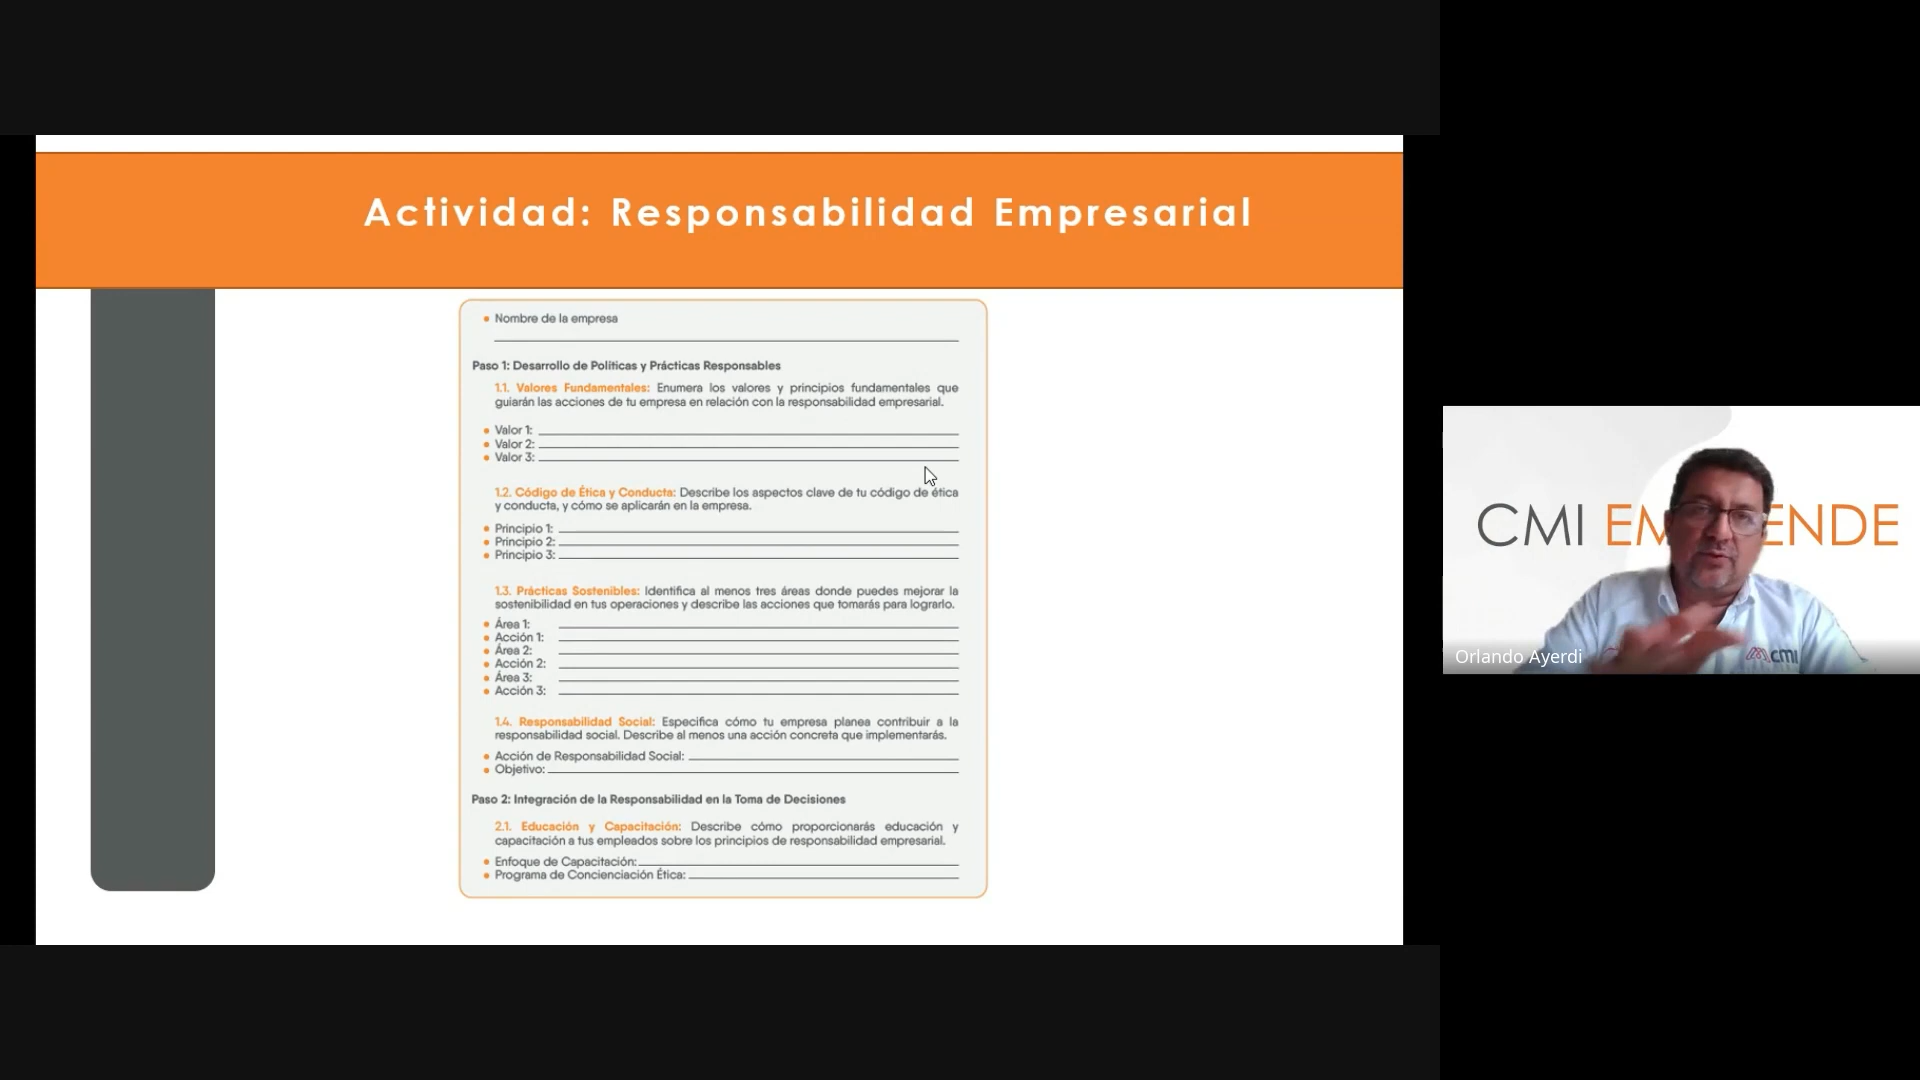 Actividad: Responsabilidad Empresarial
Nombre de la empresa
Paso 1: Desarrollo de Políticas y Prácticas Responsables
1.1. Valores Fundamentales: Enumera los valores y principios fundamentales que
guiarán las acciones de tu empresa en relación con la responsabilidad empresarial.
Valor 1:
Valor 2:
Valor 3:
1.2. Código de Ética y Conducta: Describe los aspectos clave de tu código de ética
y conducta, y cómo se aplicarán en la empresa.
Principio 1:
Principio 2:
Principio 3:
1.3. Prácticas Sostenibles: Identifica al menos tres áreas donde puedes mejorar la
sostenibilidad en tus operaciones y describe las acciones que tomarás para lograrlo.
Área 1:
Acción 1:
Área 2:
Acción 2:
Área 3:
Acción 3:
1.4. Responsabilidad Social: Especifica cómo tu empresa planea contribuir a la
responsabilidad social. Describe al menos una acción concreta que implementarás.
Acción de Responsabilidad Social:
Objetivo:
Paso 2: Integración de la Responsabilidad en la Toma de Decisiones
2.1. Educación y Capacitación: Describe cómo proporcionarás educación y
capacitación a tus empleados sobre los principios de responsabilidad empresarial.
Enfoque de Capacitación:
Programa de Concienciación Ética:
CMI EM ENDE
cmi
Orlando Ayerdi